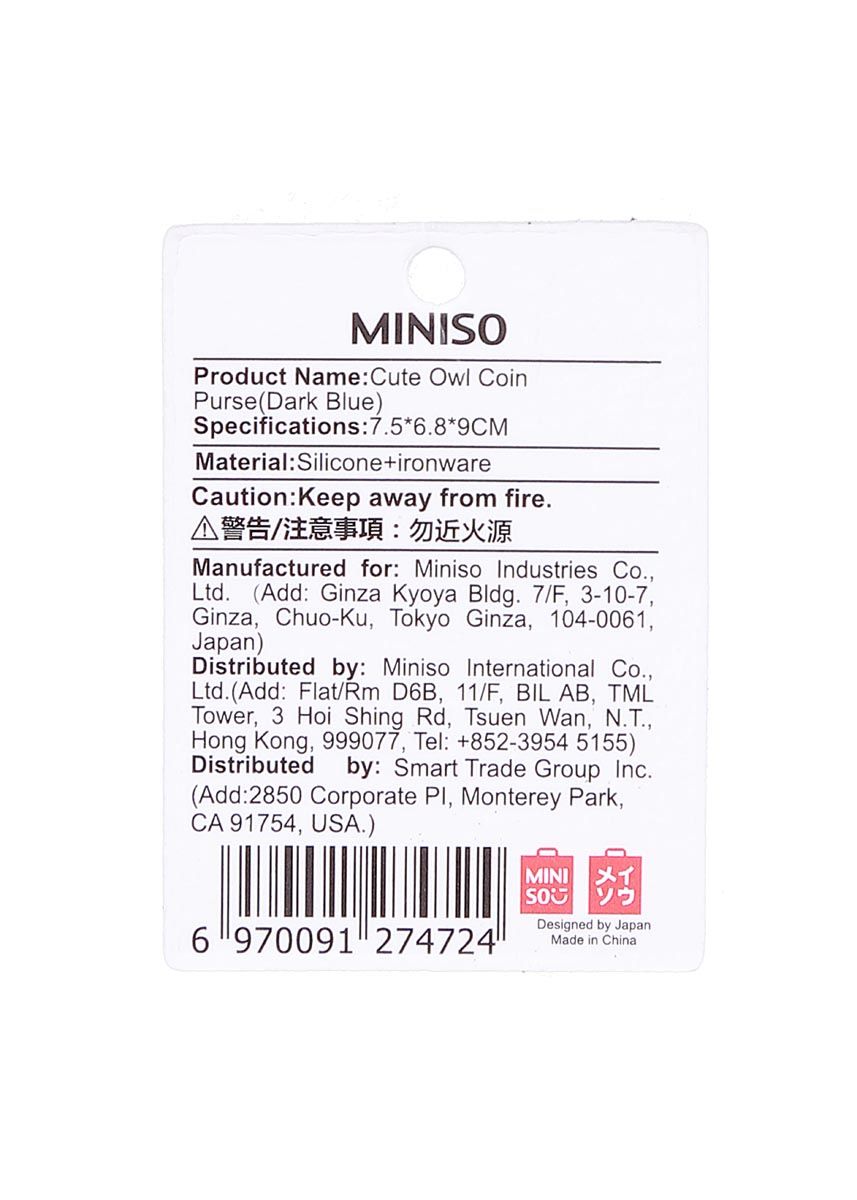 MINISO
Product Name:Cute Owl Coin
Purse(Dark Blue)
Specifications:7.5*6.8*9CM
Material:Silicone+ironware
Caution:Keep away from fire.
⚠警告/注意事項：勿近火源
Manufactured for: Miniso Industries Co.,
Ltd. (Add: Ginza Kyoya Bldg. 7/F, 3-10-7,
Ginza, Chuo-Ku, Tokyo Ginza, 104-0061,
Japan)
Distributed by: Miniso International Co.,
Ltd.(Add: Flat/Rm D6B, 11/F, BIL AB, TML
Tower, 3 Hoi Shing Rd, Tsuen Wan, N.T.,
Hong Kong, 999077, Tel: +852-3954 5155)
Distributed by: Smart Trade Group Inc.
(Add:2850 Corporate Pl, Monterey Park,
CA 91754, USA.)
6 970091 274724
MINI
SO
メイ
ソウ
Designed by Japan
Made in China